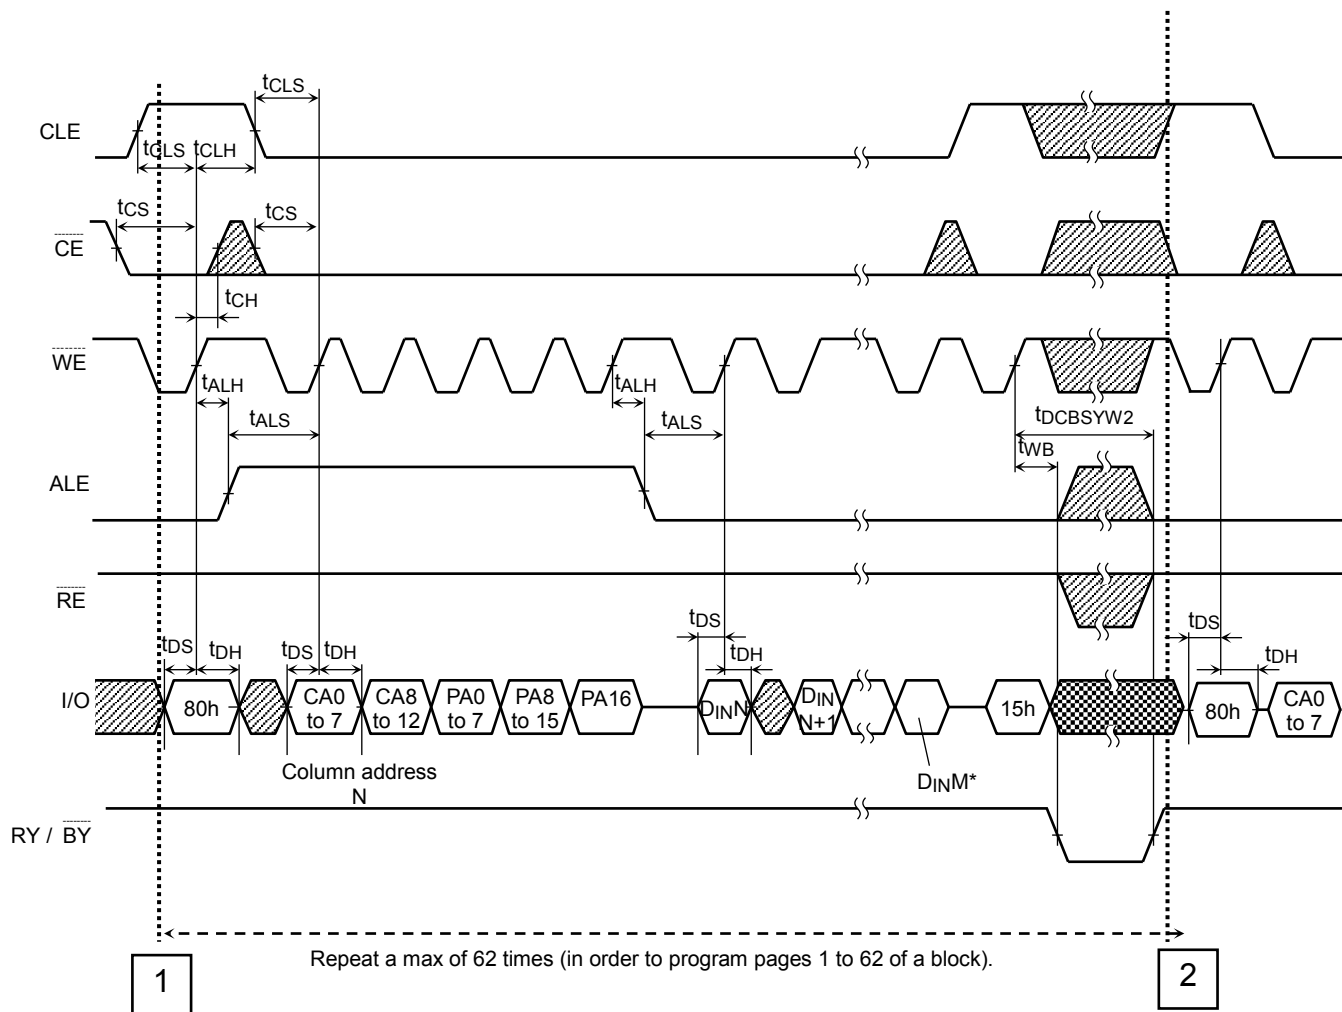 tCLS
CLE
tCLS tCLH
tCS tCS
CE
tCH
WE
tALH tALH
tALS tALS tDCBSYW2
tWB
ALE
RE
tDS tDH tDS tDH tDS tDH tDS tDH
I/O
80h
CA0
to 7
CA8
to 12
PA0
to 7
PA8
to 15
PA16
DINN
DIN
N+1
15h
80h
CA0
to 7
Column address
N
DINM*
RY / BY
Repeat a max of 62 times (in order to program pages 1 to 62 of a block).
1
2